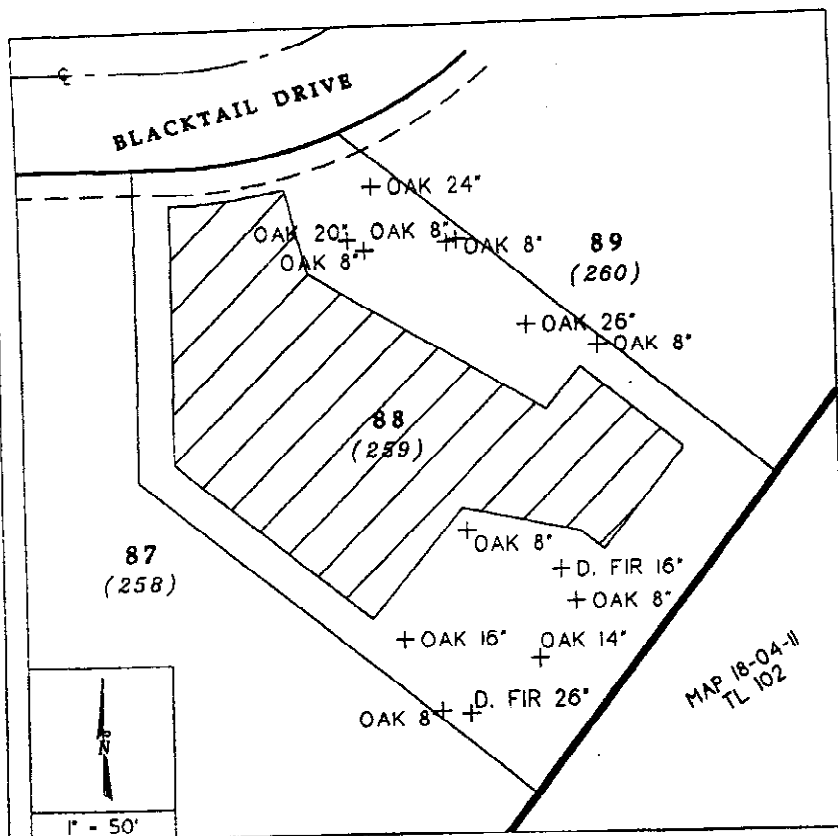 ℄
BLACKTAIL DRIVE
OAK 24"
OAK 20"
OAK 8"
OAK 8"
OAK 8"
89
(260)
OAK 26"
OAK 8"
88
(259)
OAK 8"
87
(258)
D. FIR 16"
OAK 8"
OAK 16"
OAK 14"
MAP 18-04-11
TL 102
D. FIR 26"
OAK 8"
N
1" - 50'